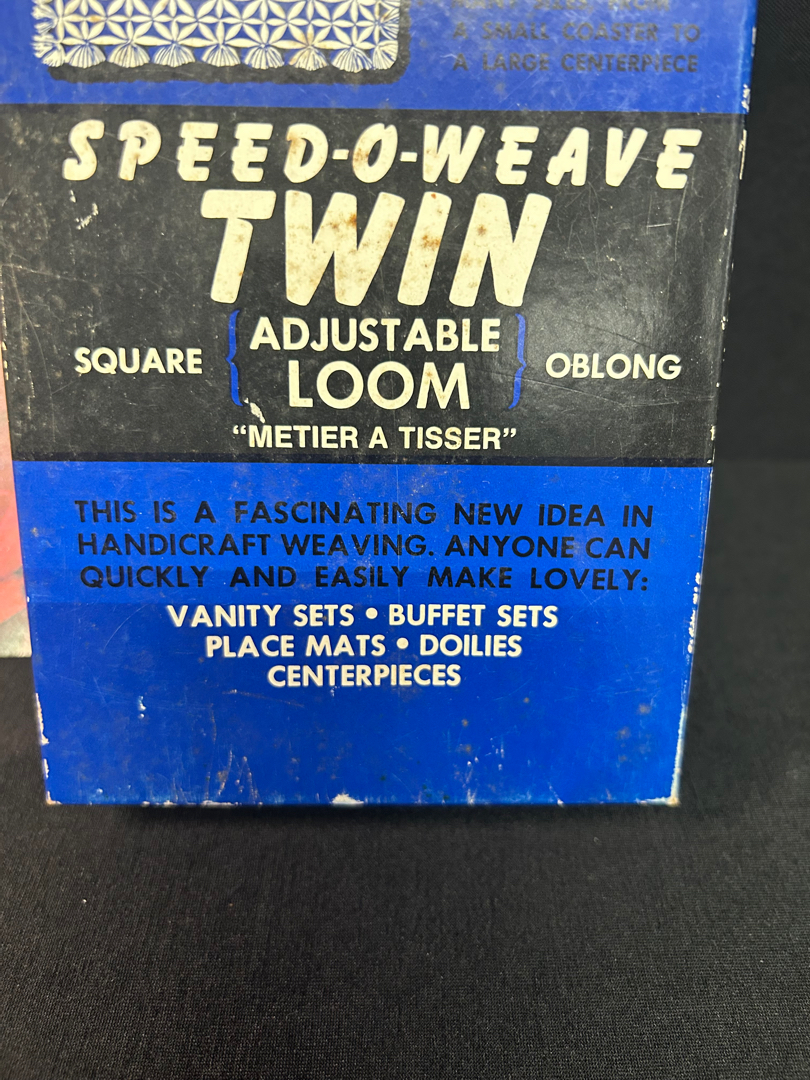 A SMALL COASTER TO
A LARGE CENTERPIECE
SPEED-O-WEAVE
TWIN
SQUARE { ADJUSTABLE LOOM } OBLONG
"METIER A TISSER"
THIS IS A FASCINATING NEW IDEA IN
HANDICRAFT WEAVING. ANYONE CAN
QUICKLY AND EASILY MAKE LOVELY:
VANITY SETS • BUFFET SETS
PLACE MATS • DOILIES
CENTERPIECES